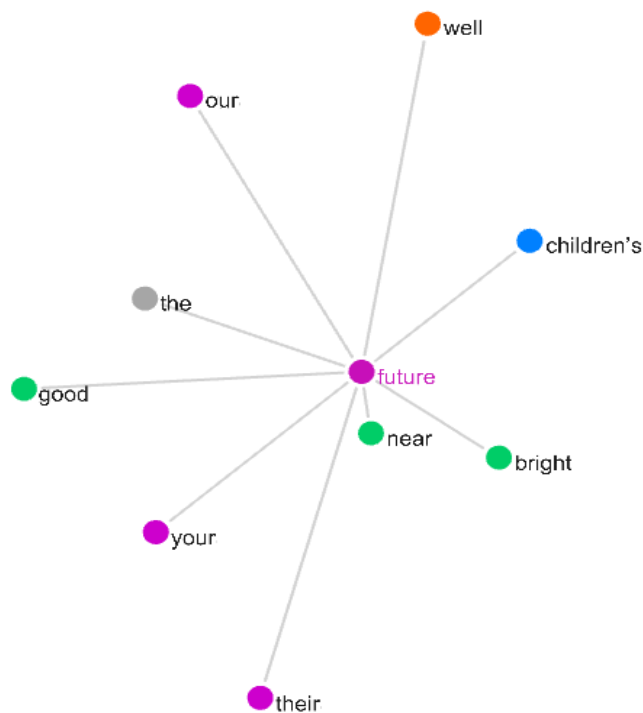 well
our
children’s
the
future
good
near
bright
your
their